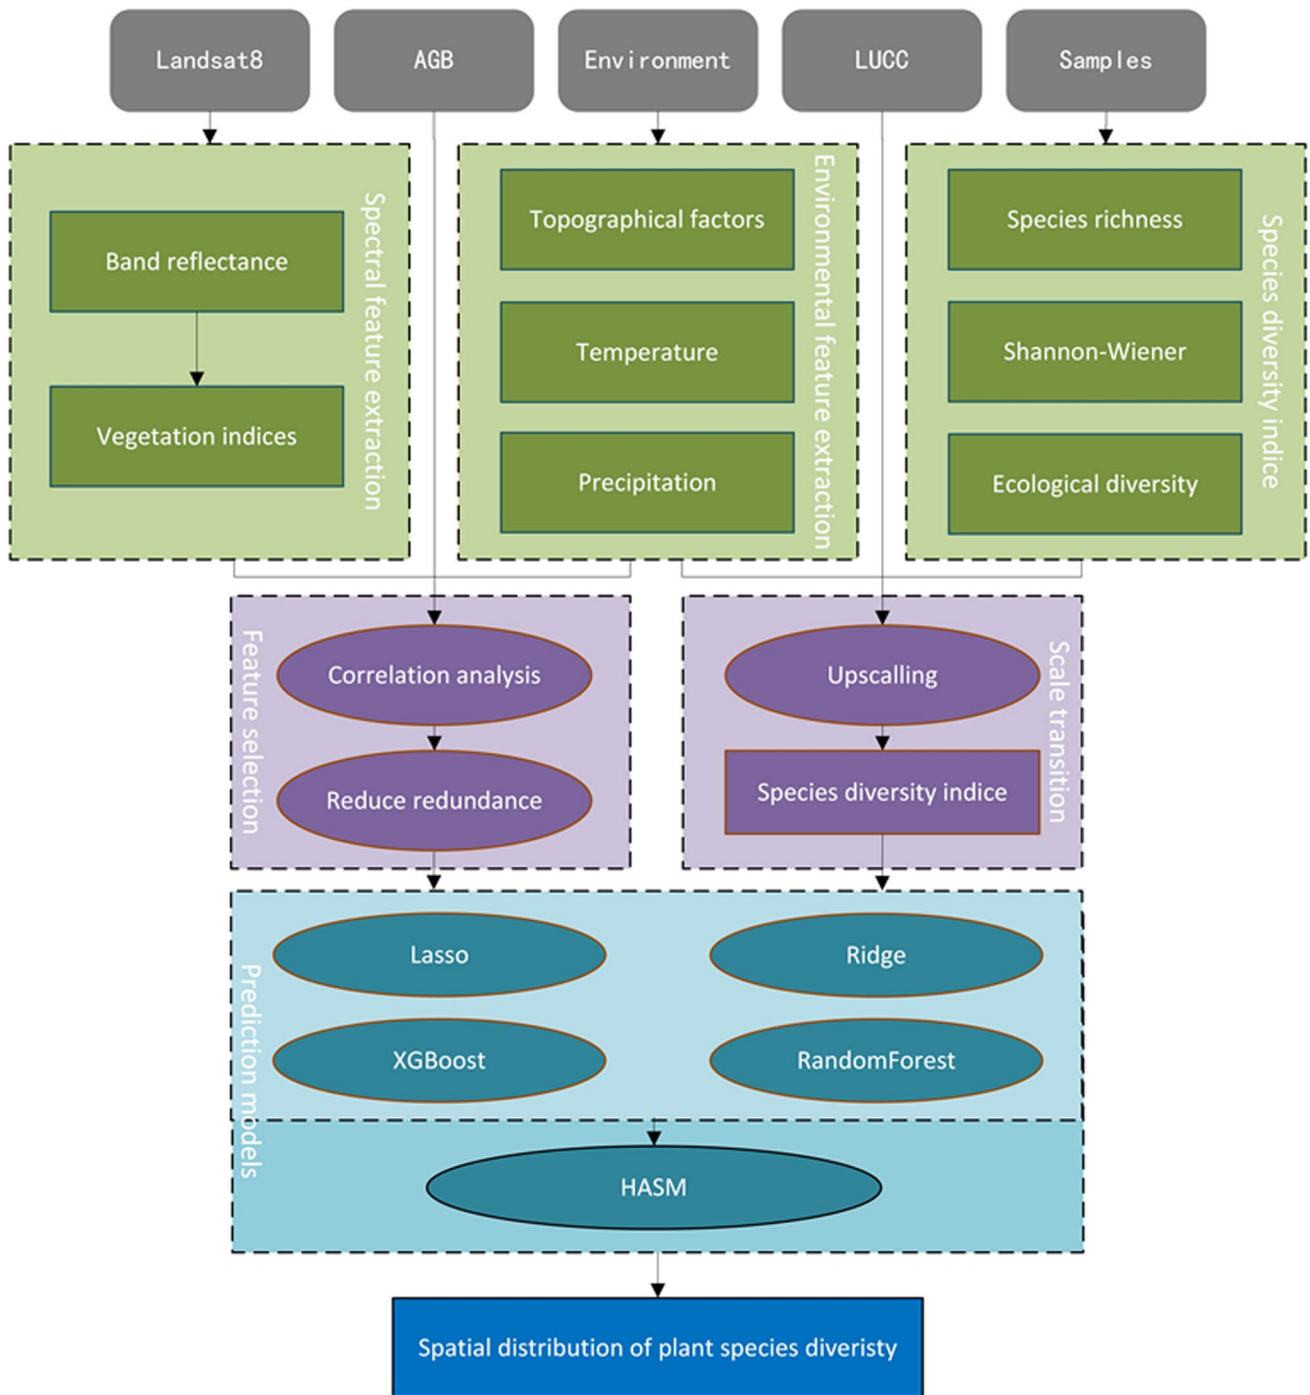 Landsat8
AGB
Environment
LUCC
Samples
Spectral feature extraction
Band reflectance
Vegetation indices
Environmental feature extraction
Topographical factors
Temperature
Precipitation
Species diversity indice
Species richness
Shannon-Wiener
Ecological diversity
Feature selection
Correlation analysis
Reduce redundance
Scale transition
Upscalling
Species diversity indice
Prediction models
Lasso
Ridge
XGBoost
RandomForest
HASM
Spatial distribution of plant species diveristy